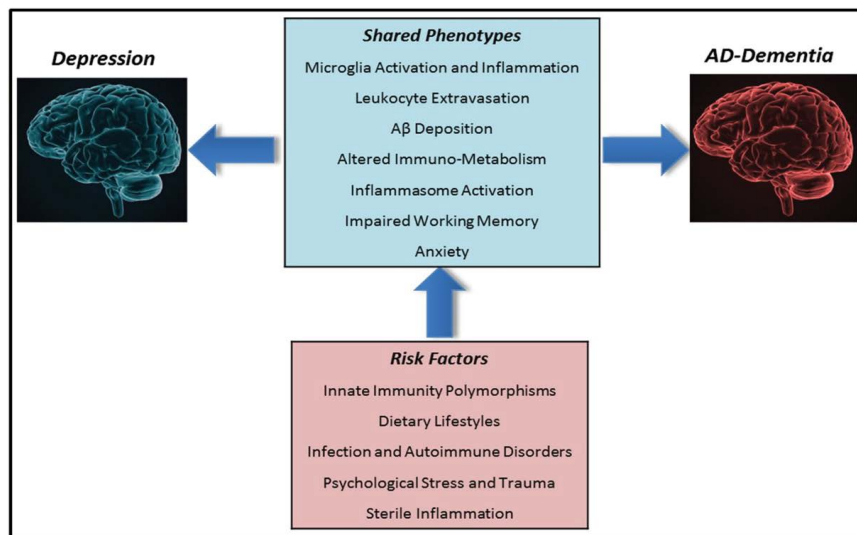 Depression
Shared Phenotypes
Microglia Activation and Inflammation
Leukocyte Extravasation
Aβ Deposition
Altered Immuno-Metabolism
Inflammasome Activation
Impaired Working Memory
Anxiety
AD-Dementia
Risk Factors
Innate Immunity Polymorphisms
Dietary Lifestyles
Infection and Autoimmune Disorders
Psychological Stress and Trauma
Sterile Inflammation